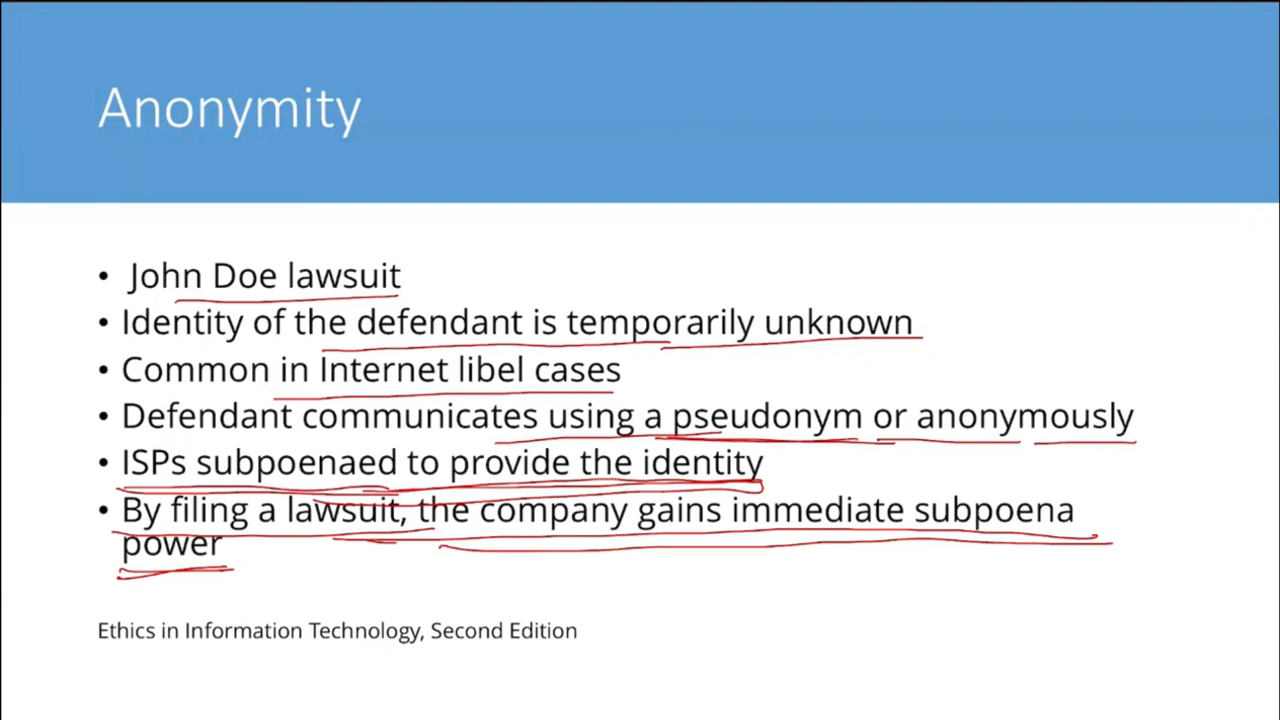 Anonymity
• John Doe lawsuit
• Identity of the defendant is temporarily unknown
• Common in Internet libel cases
• Defendant communicates using a pseudonym or anonymously
• ISPs subpoenaed to provide the identity
• By filing a lawsuit, the company gains immediate subpoena
power
Ethics in Information Technology, Second Edition